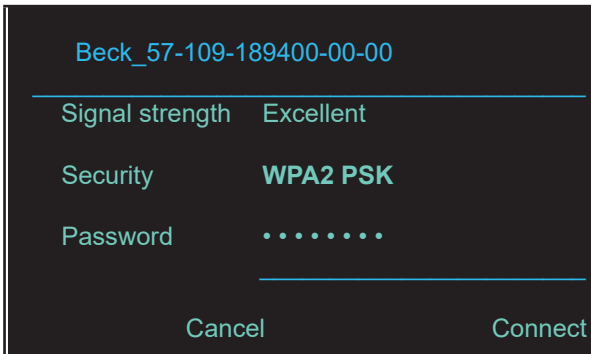 Beck_57-109-189400-00-00
Signal strength Excellent
Security WPA2 PSK
Password • • • • • • • •
Cancel Connect